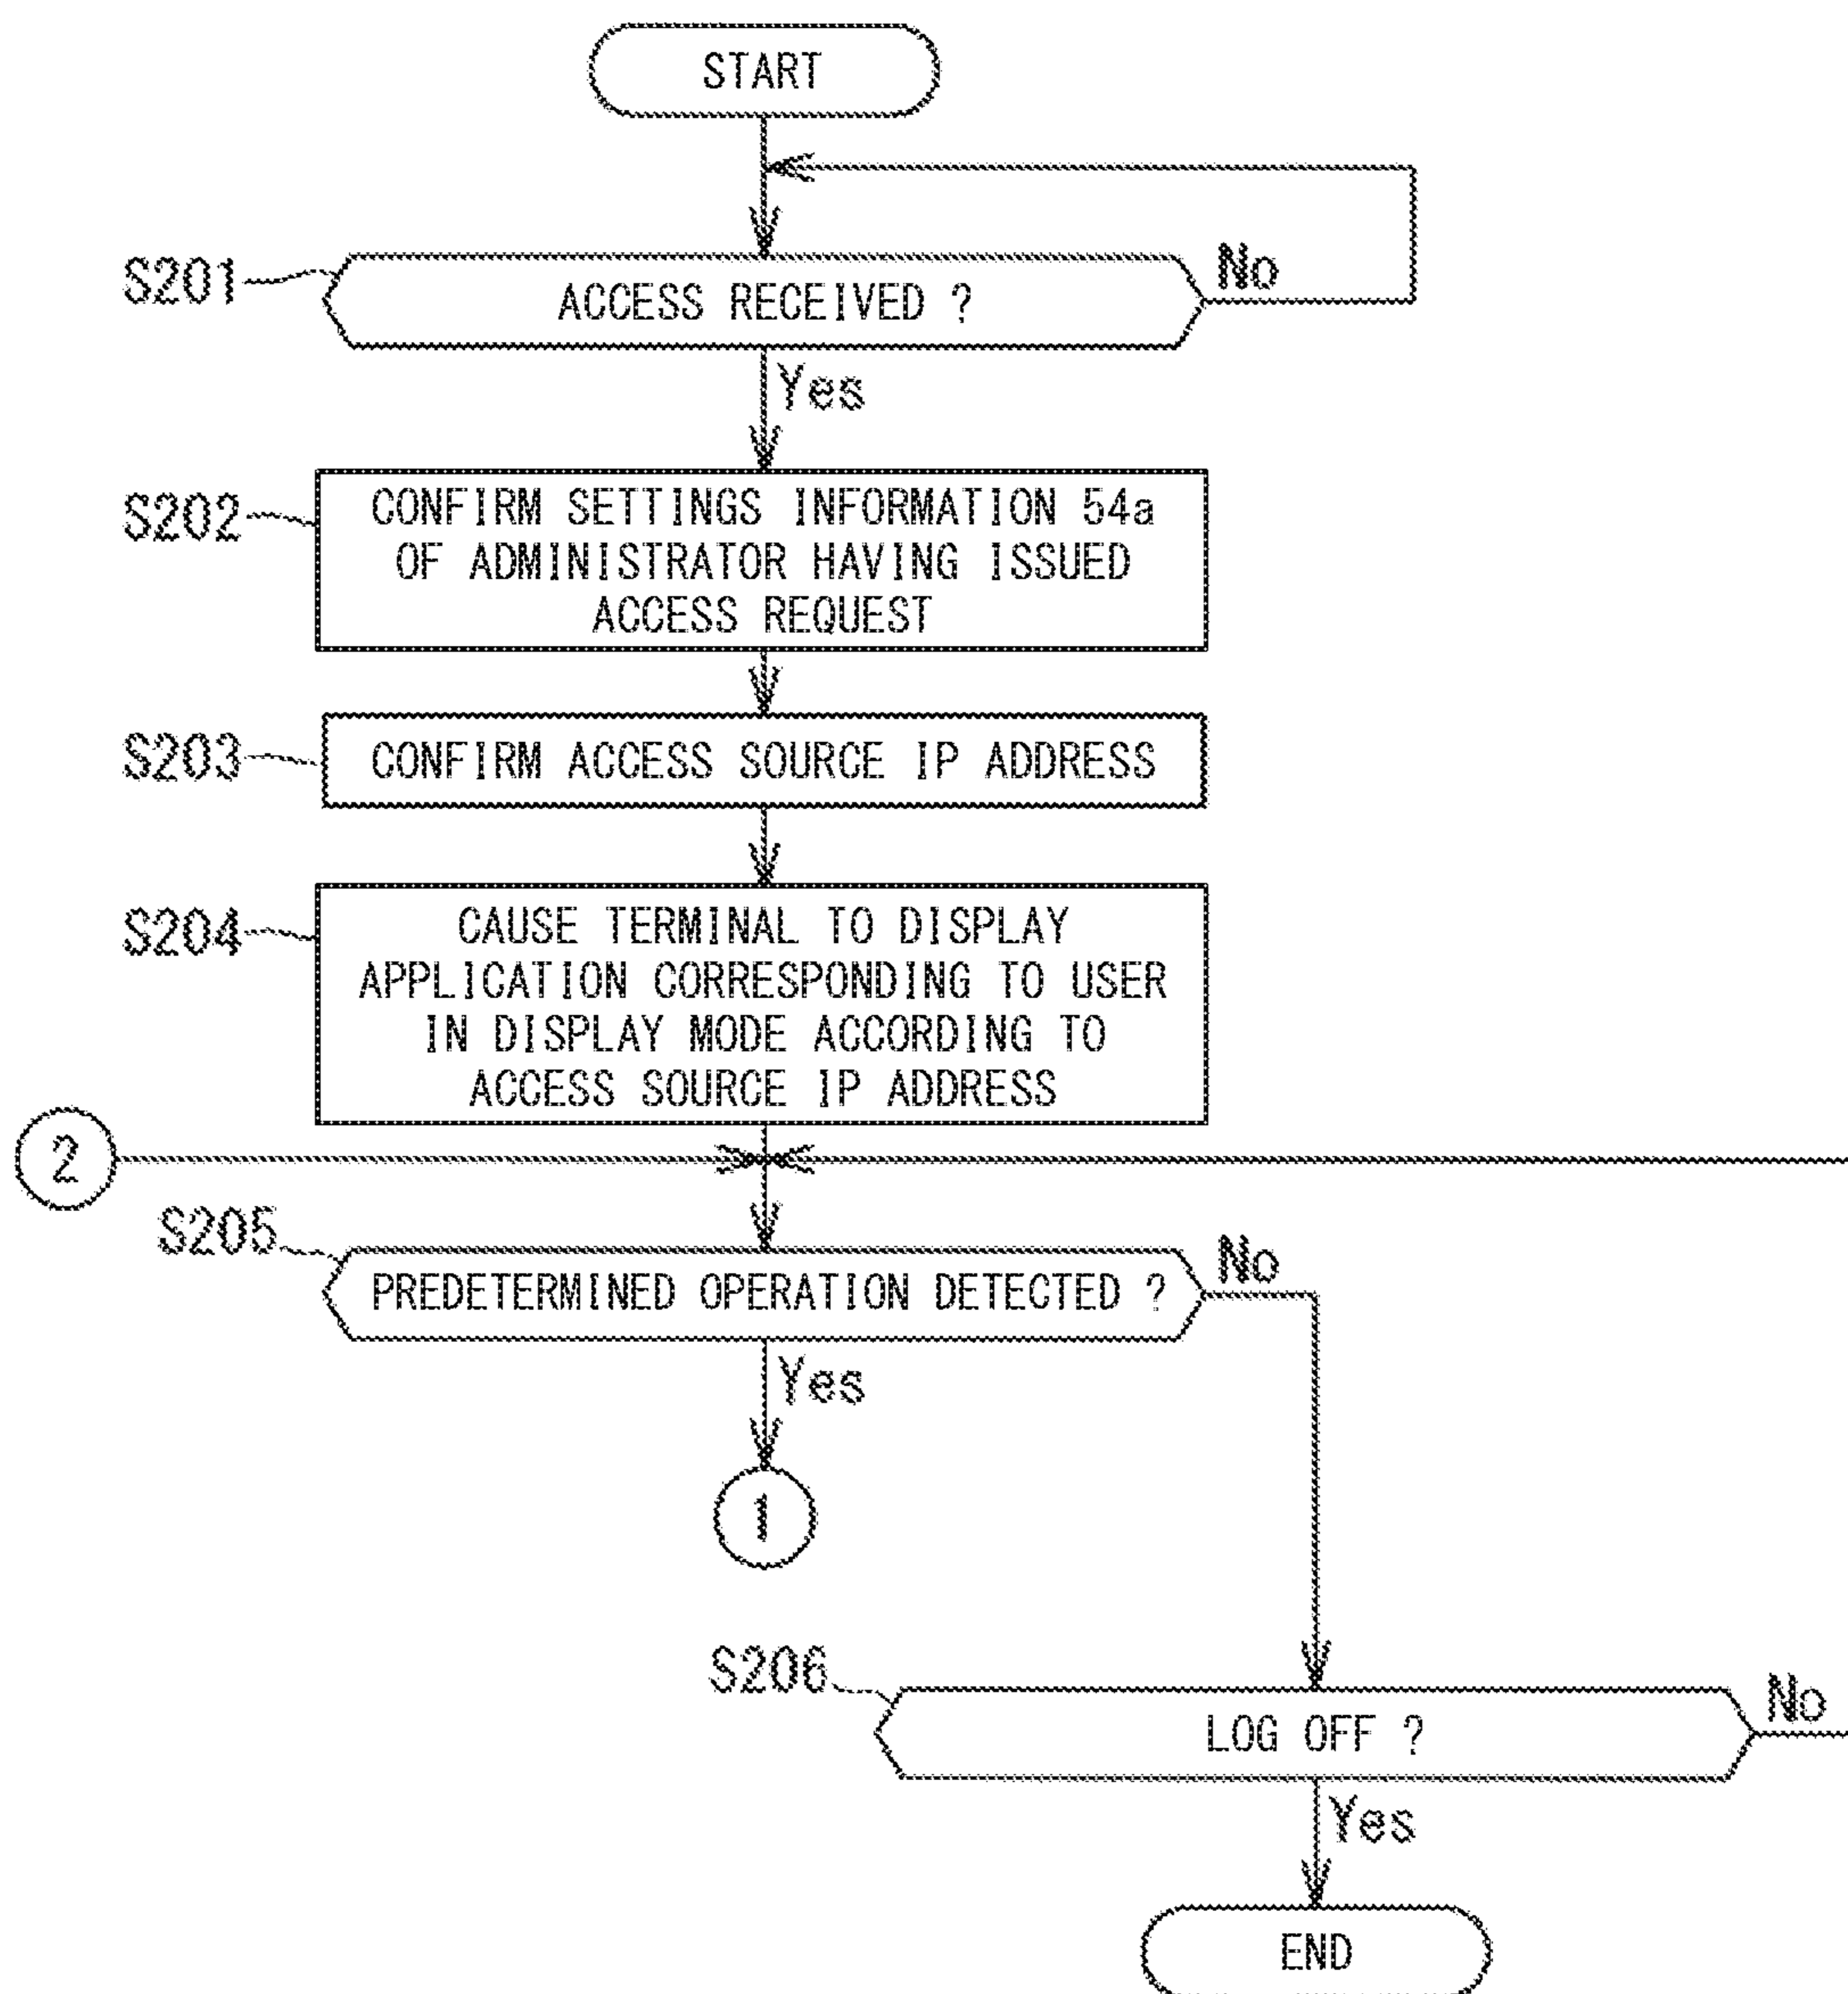 START
S201
ACCESS RECEIVED ?
No
Yes
S202
CONFIRM SETTINGS INFORMATION 54a
OF ADMINISTRATOR HAVING ISSUED
ACCESS REQUEST
S203
CONFIRM ACCESS SOURCE IP ADDRESS
S204
CAUSE TERMINAL TO DISPLAY
APPLICATION CORRESPONDING TO USER
IN DISPLAY MODE ACCORDING TO
ACCESS SOURCE IP ADDRESS
2
S205
PREDETERMINED OPERATION DETECTED ?
No
Yes
1
S206
LOG OFF ?
No
Yes
END